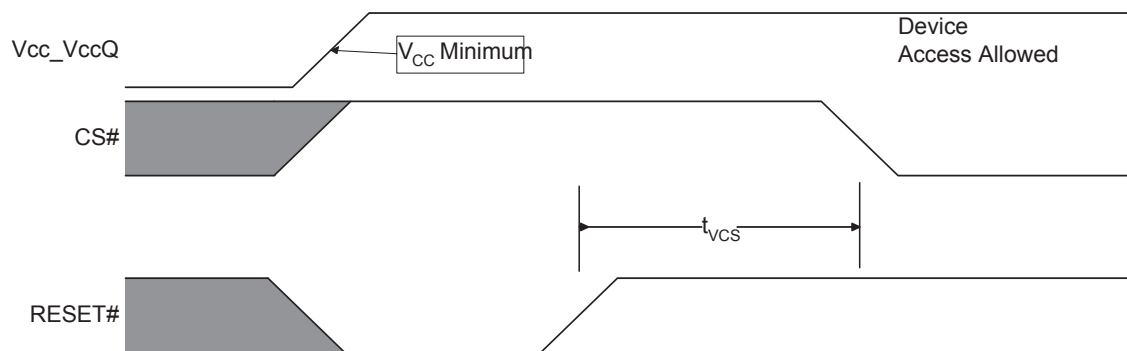 Vcc_VccQ
VCC Minimum
Device
Access Allowed
CS#
tVCS
RESET#